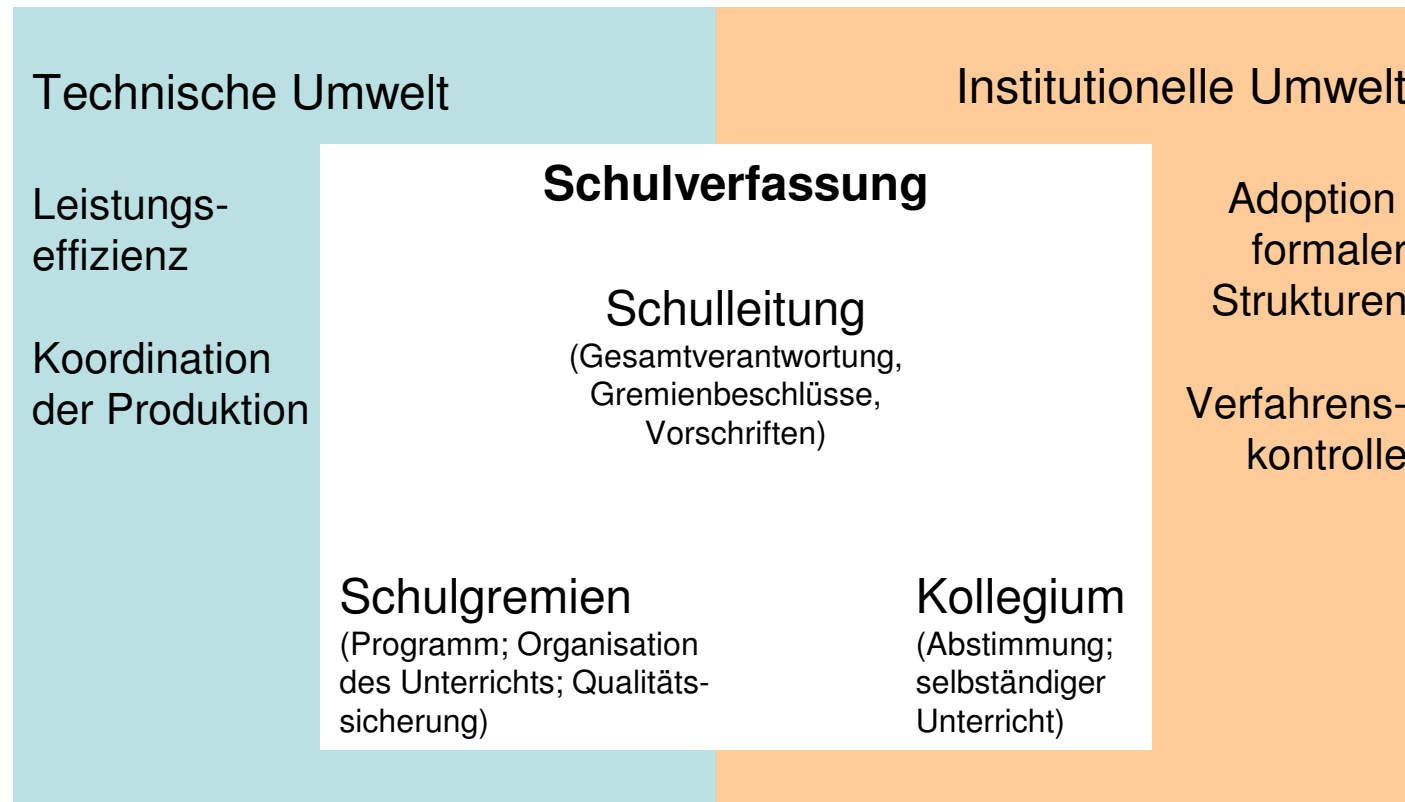 Technische Umwelt
Institutionelle Umwelt
Leistungs-
effizienz
Koordination
der Produktion
Schulverfassung
Schulleitung
(Gesamtverantwortung,
Gremienbeschlüsse,
Vorschriften)
Schulgremien
(Programm; Organisation
des Unterrichts; Qualitäts-
sicherung)
Kollegium
(Abstimmung;
selbständiger
Unterricht)
Adoption
formaler
Strukturen
Verfahrens-
kontrolle